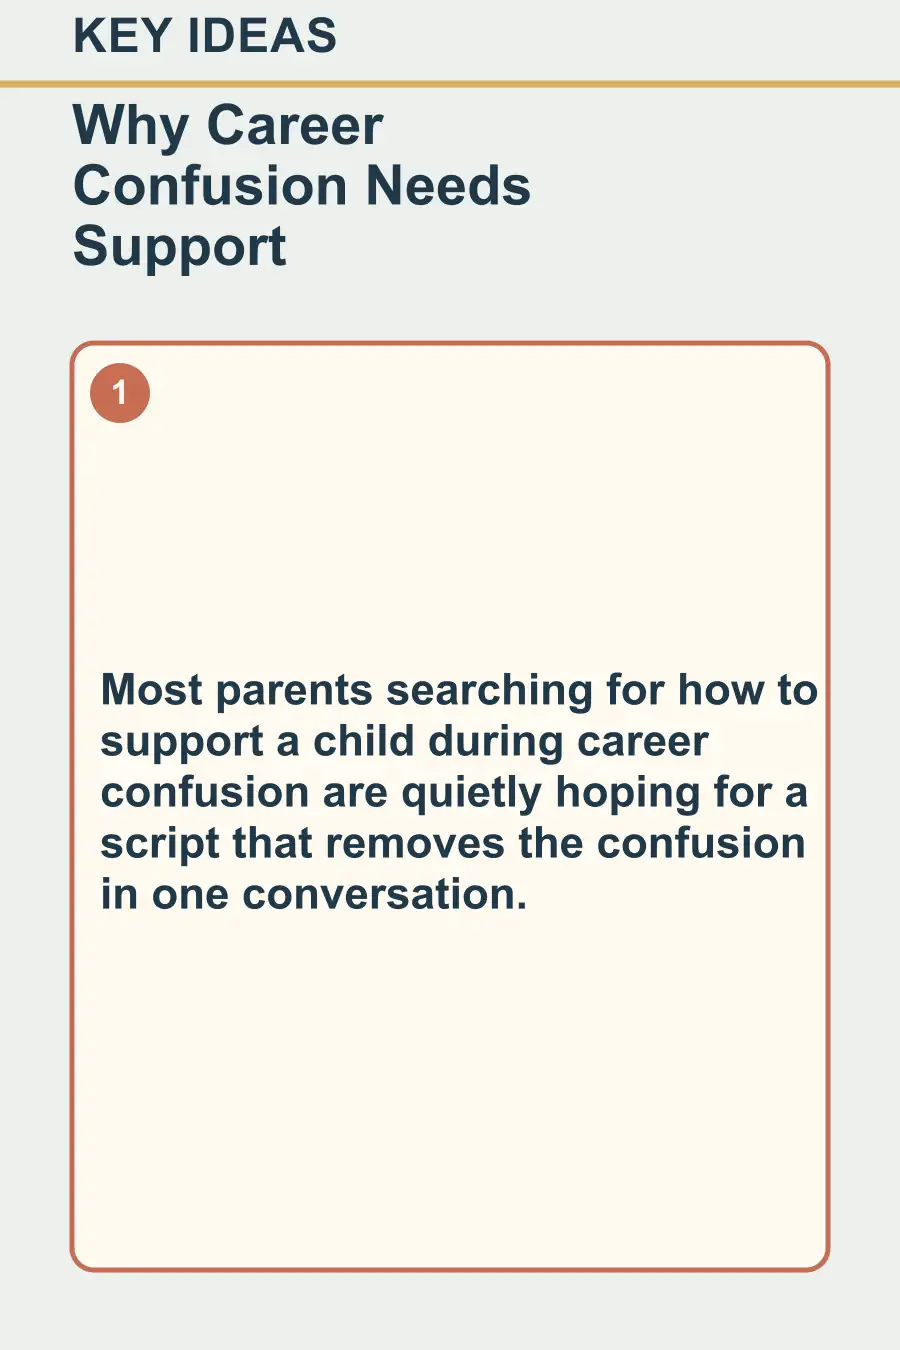 KEY IDEAS
Why Career
Confusion Needs
Support
1
Most parents searching for how to
support a child during career
confusion are quietly hoping for a
script that removes the confusion
in one conversation.